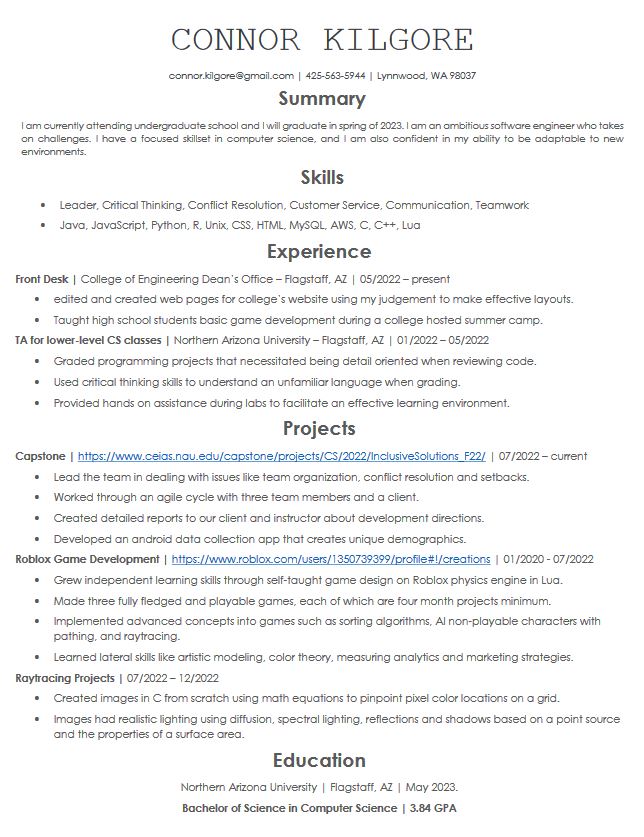 CONNOR KILGORE
connor.kilgore@gmail.com | 425-563-5944 | Lynnwood, WA 98037
Summary
I am currently attending undergraduate school and I will graduate in spring of 2023. I am an ambitious software engineer who takes
on challenges. I have a focused skillset in computer science, and I am also confident in my ability to be adaptable to new
environments.
Skills
• Leader, Critical Thinking, Conflict Resolution, Customer Service, Communication, Teamwork
• Java, JavaScript, Python, R, Unix, CSS, HTML, MySQL, AWS, C, C++, Lua
Experience
Front Desk | College of Engineering Dean's Office – Flagstaff, AZ | 05/2022 – present
• edited and created web pages for college's website using my judgement to make effective layouts.
• Taught high school students basic game development during a college hosted summer camp.
TA for lower-level CS classes | Northern Arizona University – Flagstaff, AZ | 01/2022 – 05/2022
• Graded programming projects that necessitated being detail oriented when reviewing code.
• Used critical thinking skills to understand an unfamiliar language when grading.
• Provided hands on assistance during labs to facilitate an effective learning environment.
Projects
Capstone | https://www.ceias.nau.edu/capstone/projects/CS/2022/InclusiveSolutions_F22/ | 07/2022 – current
• Lead the team in dealing with issues like team organization, conflict resolution and setbacks.
• Worked through an agile cycle with three team members and a client.
• Created detailed reports to our client and instructor about development directions.
• Developed an android data collection app that creates unique demographics.
Roblox Game Development | https://www.roblox.com/users/1350739399/profile#!/creations | 01/2020 - 07/2022
• Grew independent learning skills through self-taught game design on Roblox physics engine in Lua.
• Made three fully fledged and playable games, each of which are four month projects minimum.
• Implemented advanced concepts into games such as sorting algorithms, AI non-playable characters with
pathing, and raytracing.
• Learned lateral skills like artistic modeling, color theory, measuring analytics and marketing strategies.
Raytracing Projects | 07/2022 – 12/2022
• Created images in C from scratch using math equations to pinpoint pixel color locations on a grid.
• Images had realistic lighting using diffusion, spectral lighting, reflections and shadows based on a point source
and the properties of a surface area.
Education
Northern Arizona University | Flagstaff, AZ | May 2023.
Bachelor of Science in Computer Science | 3.84 GPA